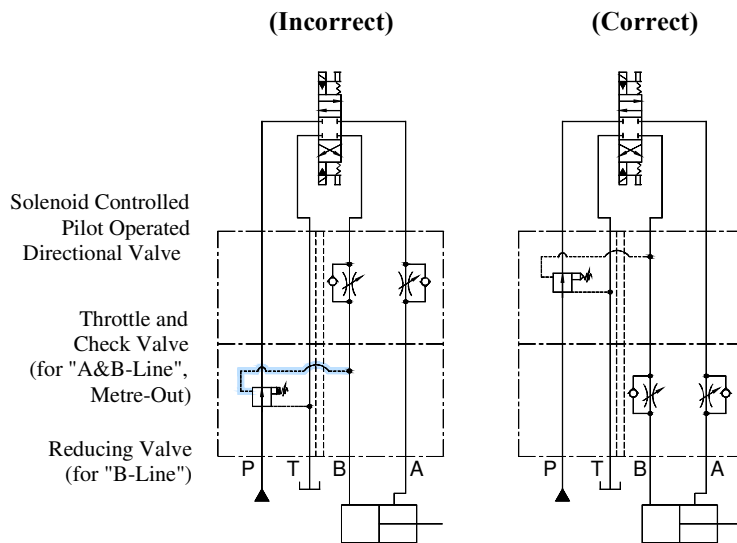 (Incorrect)
(Correct)
Solenoid Controlled
Pilot Operated
Directional Valve
Throttle and
Check Valve
(for "A&B-Line",
Metre-Out)
Reducing Valve
(for "B-Line")
P T B A
P T B A